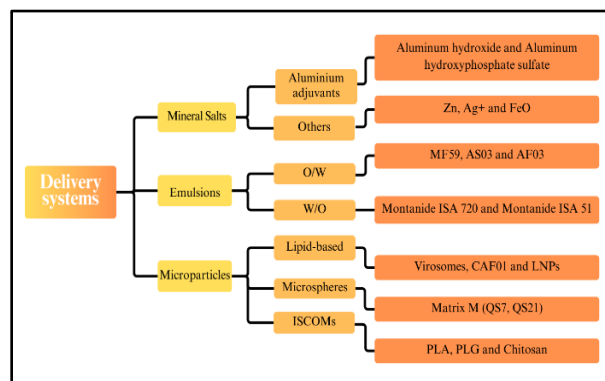 Delivery
systems
Mineral Salts
Aluminium
adjuvants
Aluminum hydroxide and Aluminum
hydroxyphosphate sulfate
Others
Zn, Ag+ and FeO
Emulsions
O/W
MF59, AS03 and AF03
W/O
Montanide ISA 720 and Montanide ISA 51
Microparticles
Lipid-based
Virosomes, CAF01 and LNPs
Microspheres
Matrix M (QS7, QS21)
ISCOMs
PLA, PLG and Chitosan